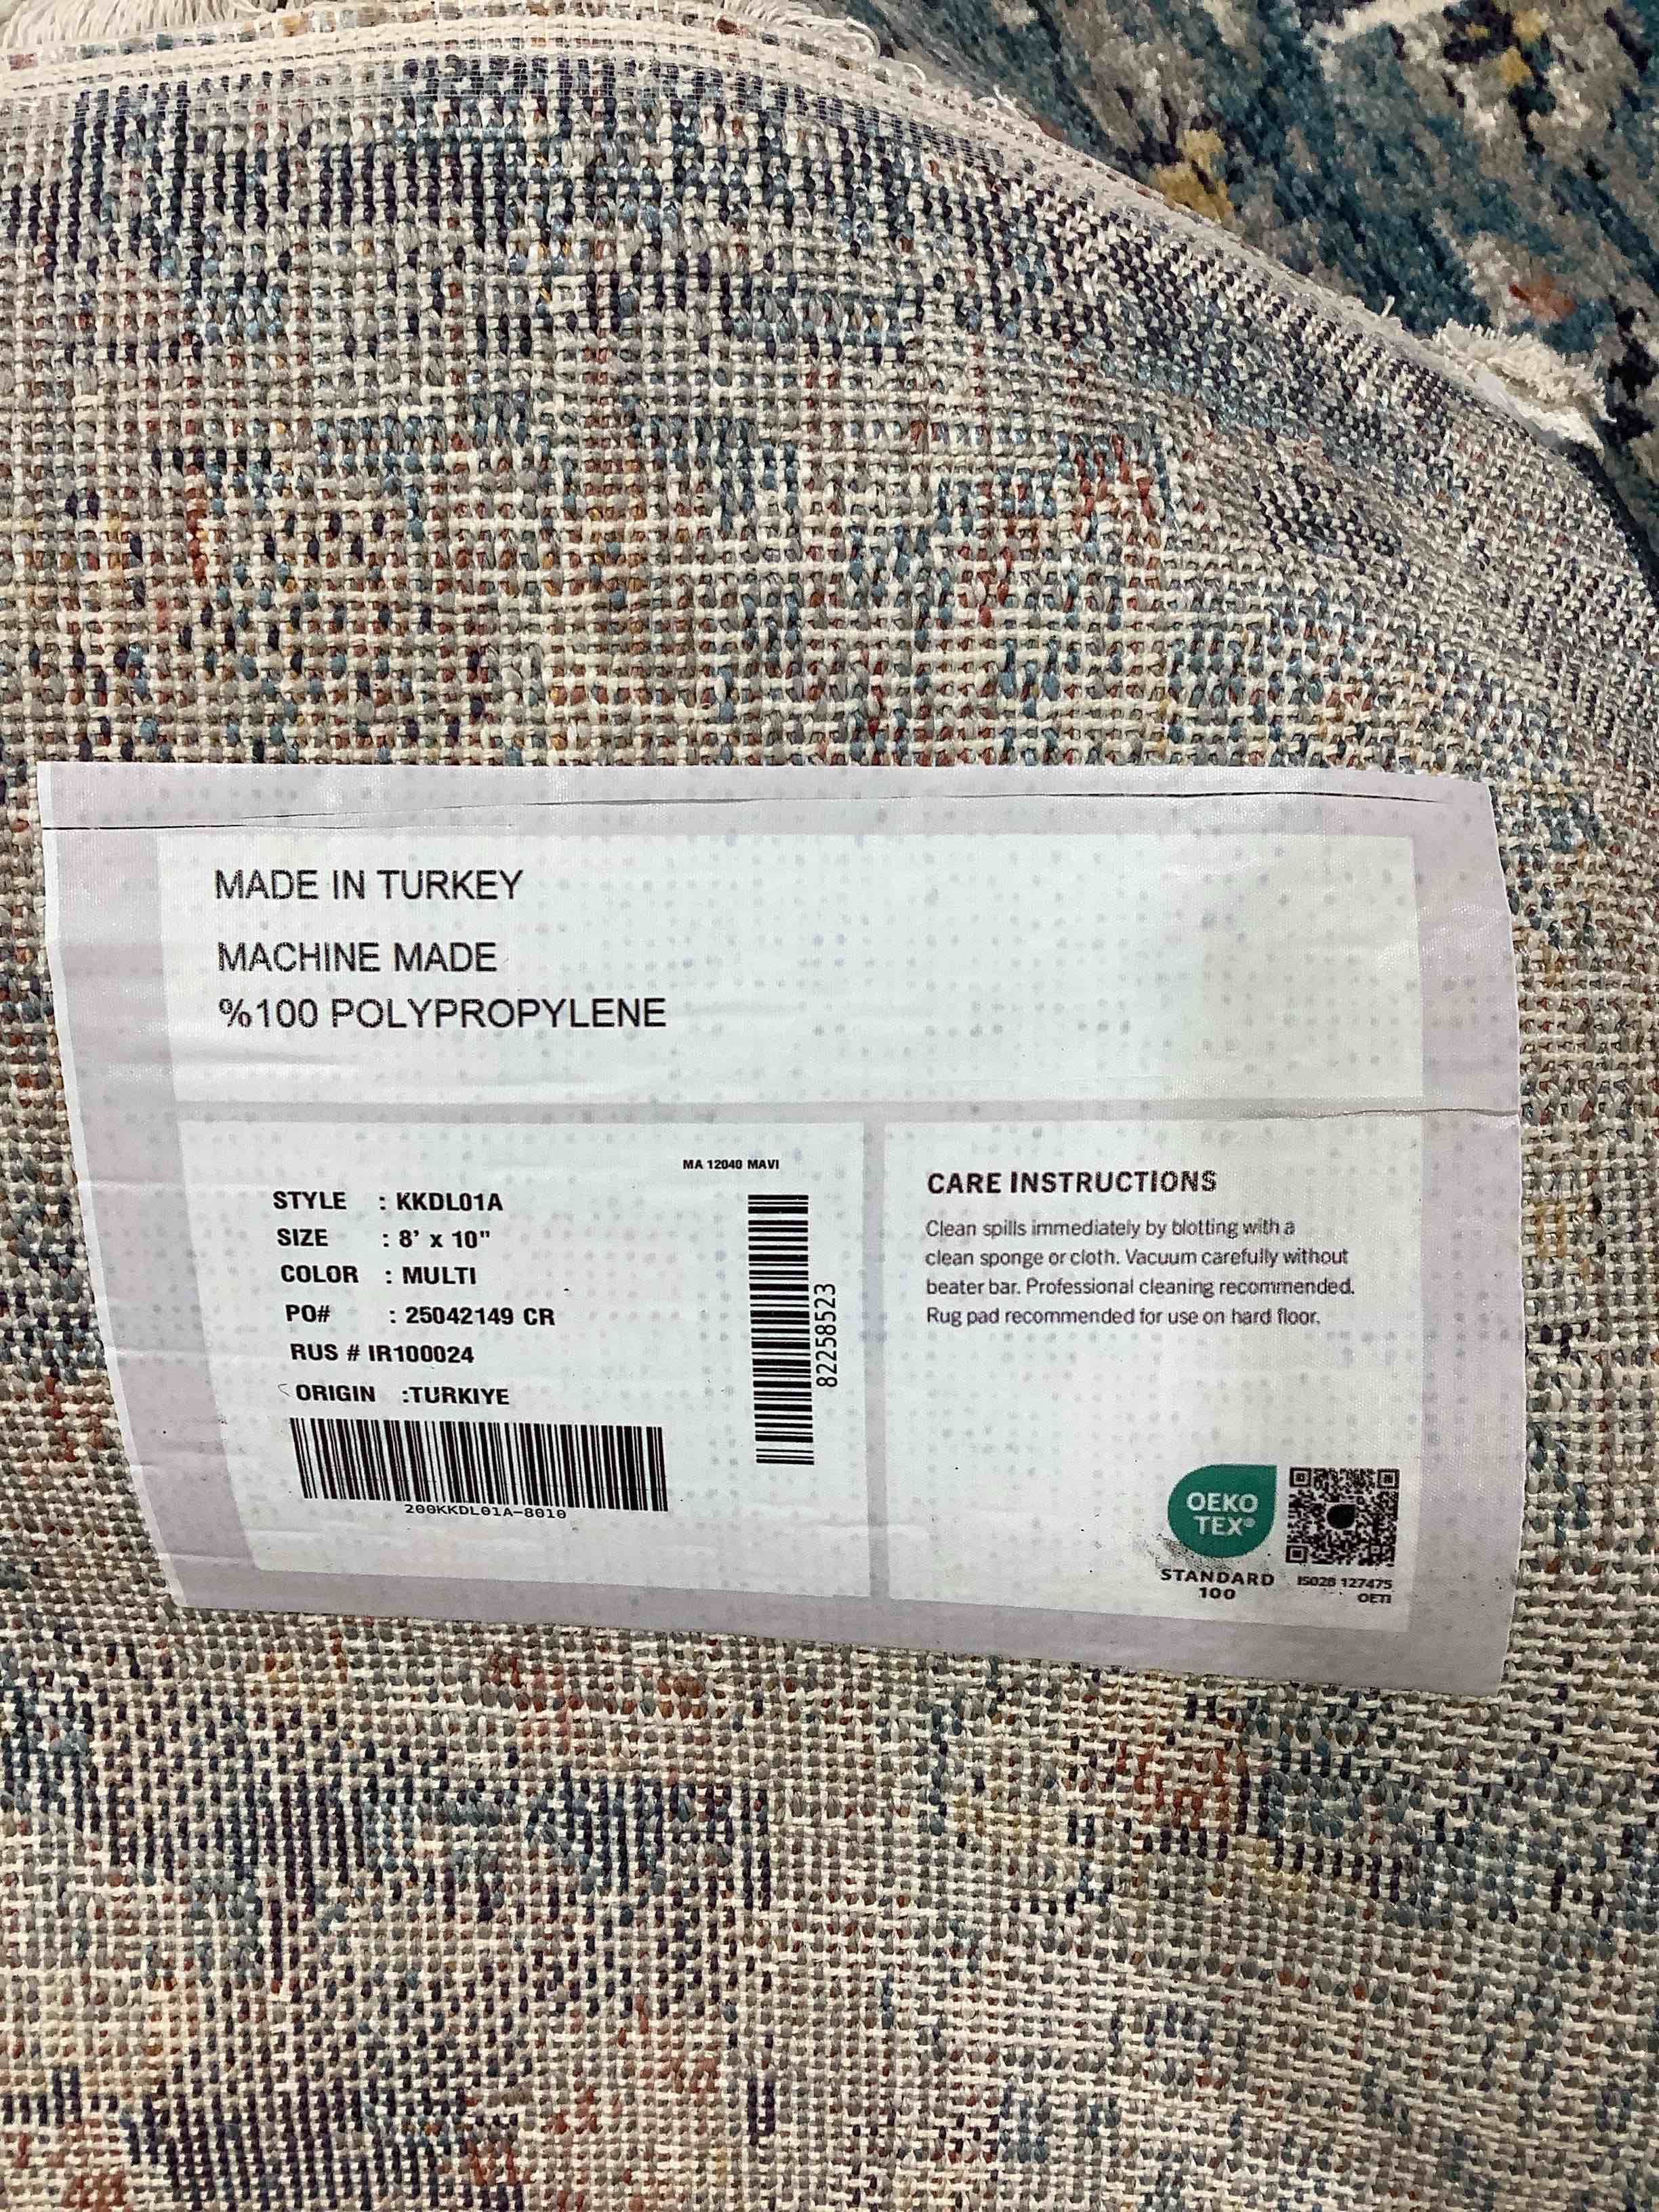 MADE IN TURKEY
MACHINE MADE
%100 POLYPROPYLENE
MA 12040 MAVI
STYLE : KKDL01A
SIZE : 8' x 10"
COLOR : MULTI
PO# : 25042149 CR
RUS # IR100024
ORIGIN :TURKIYE
200KKDL01A-8010
82258523
CARE INSTRUCTIONS
Clean spills immediately by blotting with a
clean sponge or cloth. Vacuum carefully without
beater bar. Professional cleaning recommended.
Rug pad recommended for use on hard floor.
OEKO
TEX®
STANDARD
100
IS028 127475
OETI